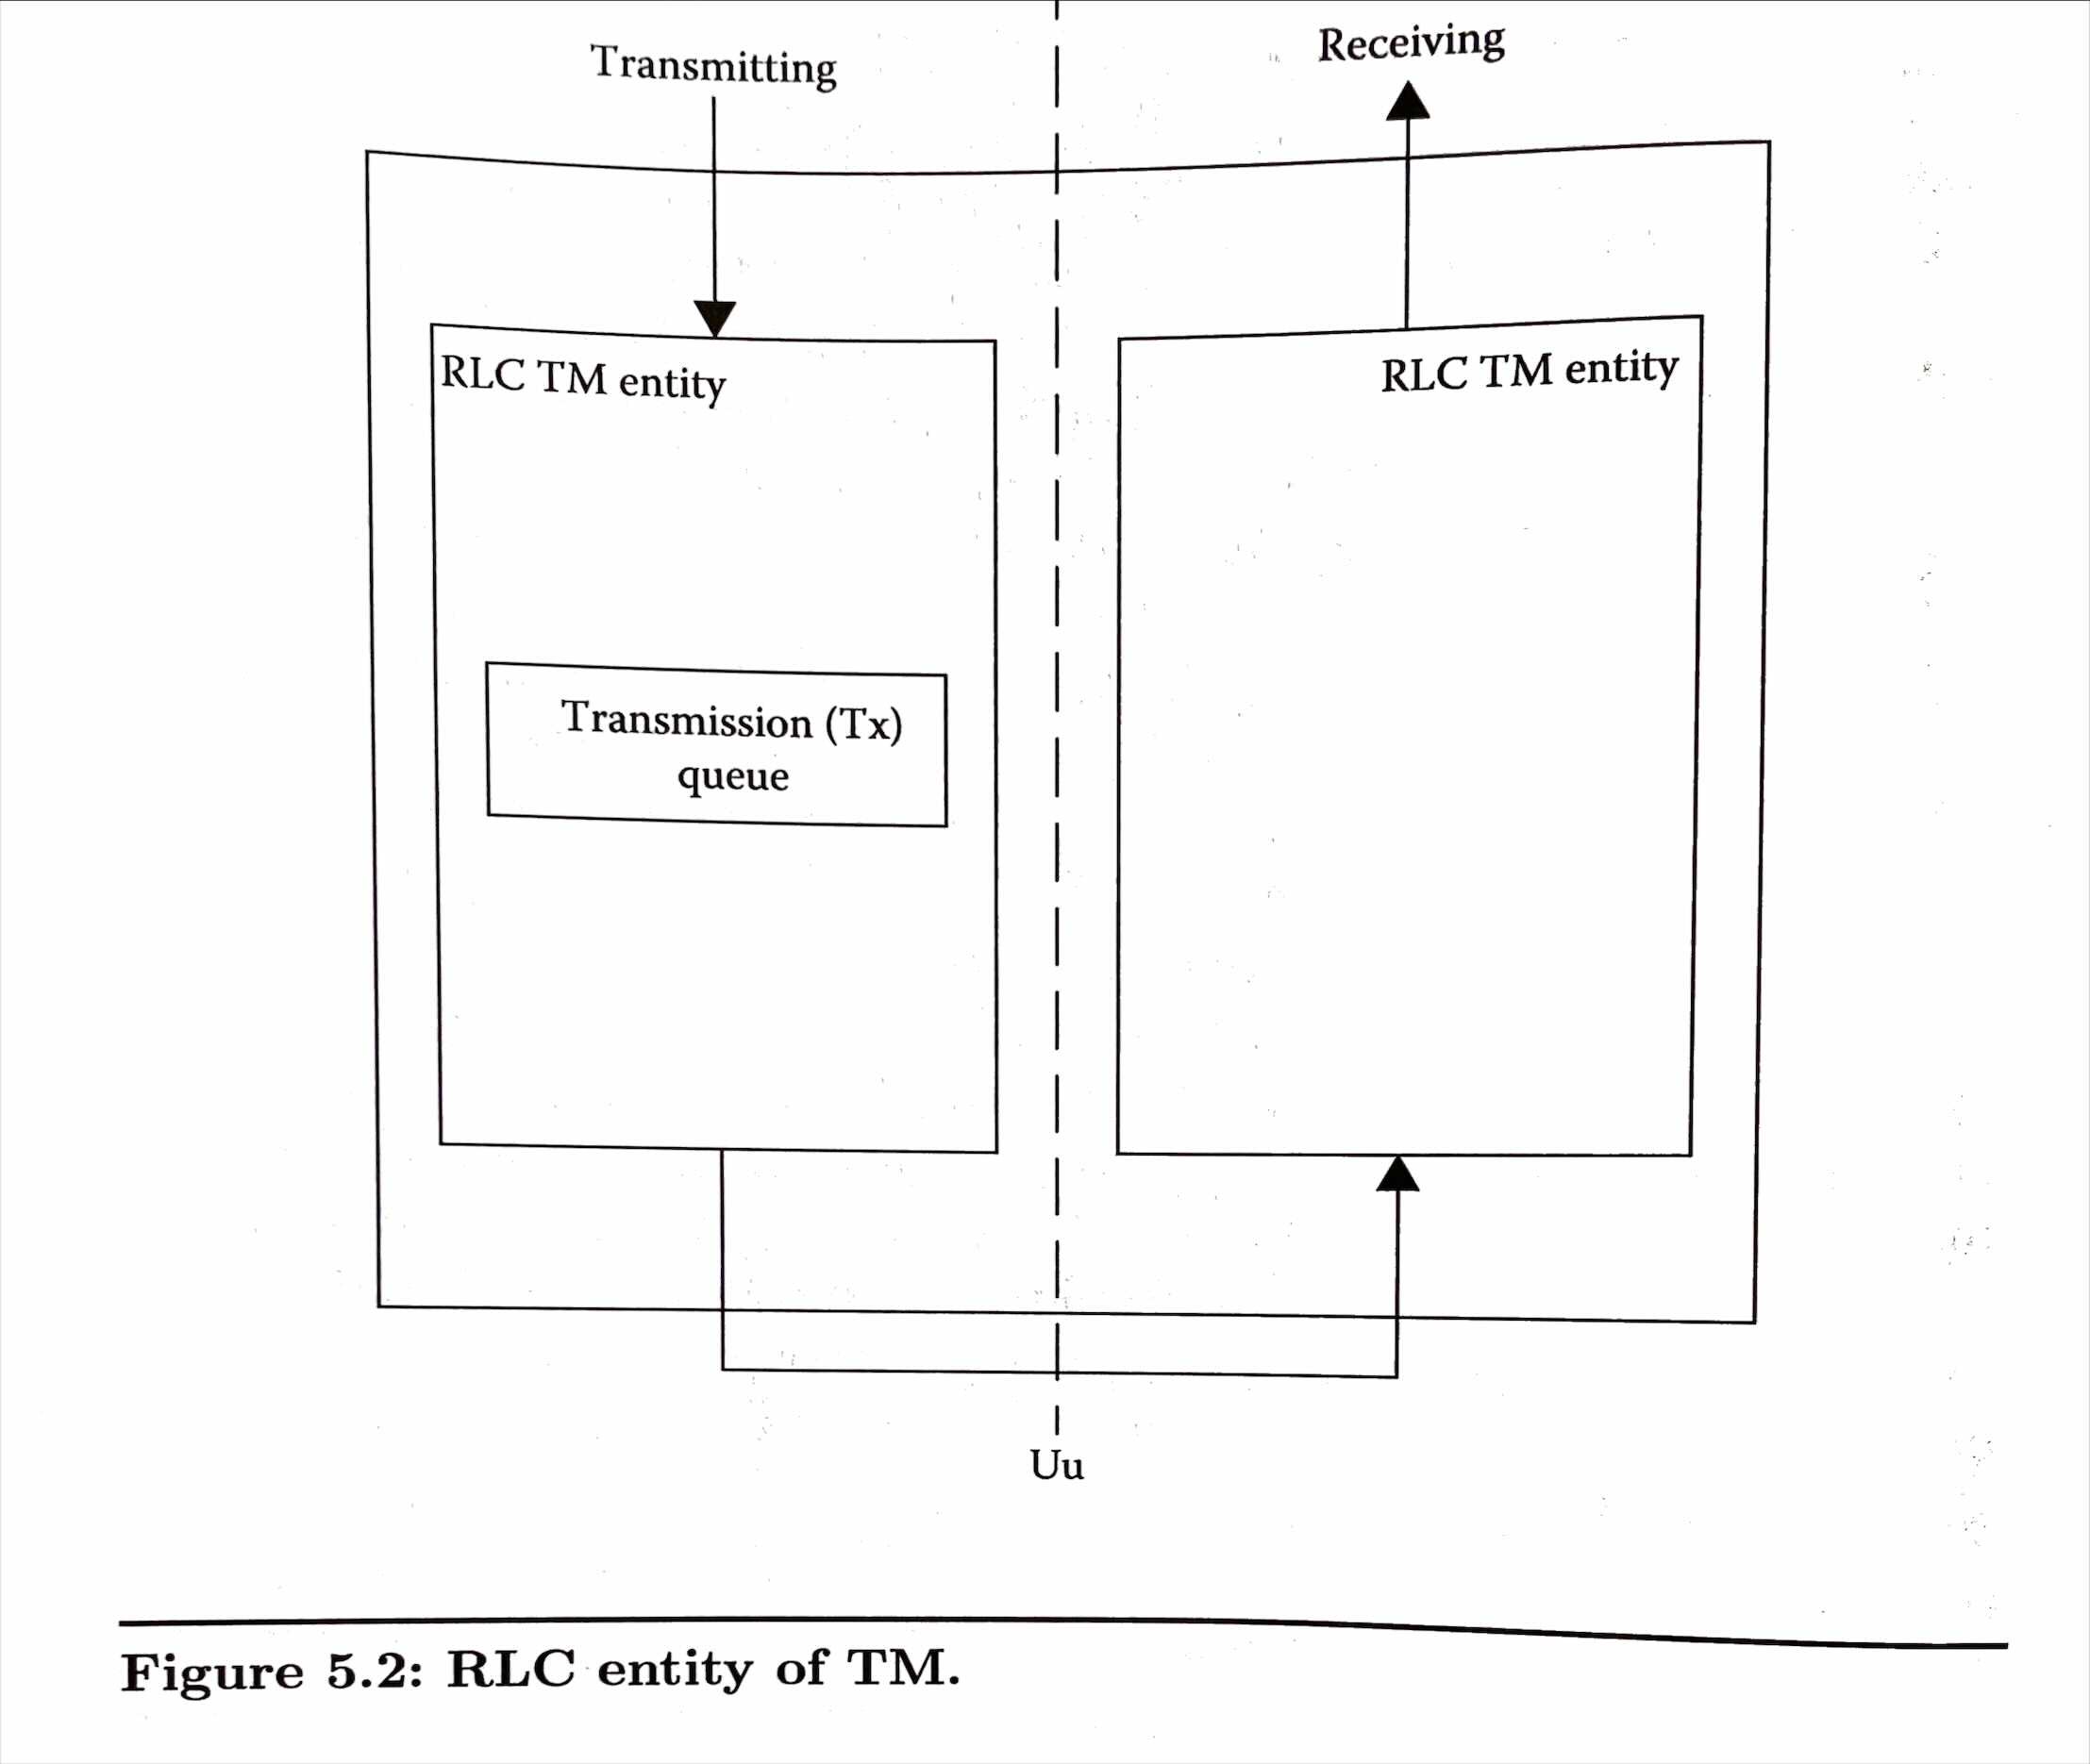 Transmitting
Receiving
RLC TM entity
RLC TM entity
Transmission (Tx)
queue
Uu
Figure 5.2: RLC entity of TM.